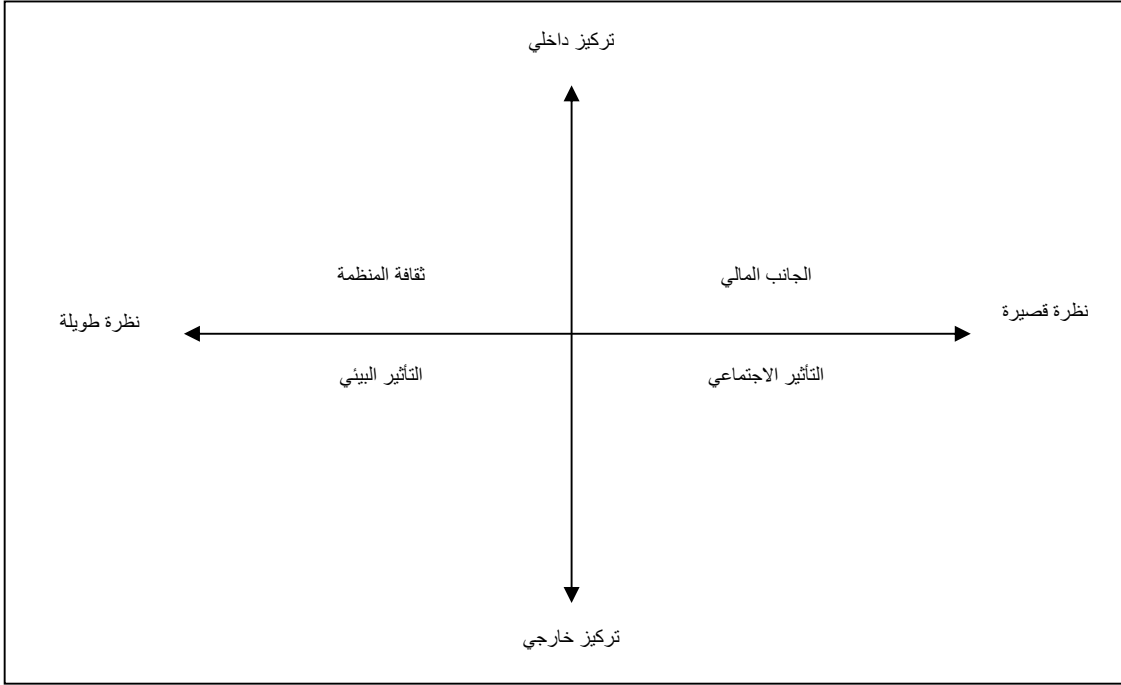 تركيز داخلي
الجانب المالي
ثقافة المنظمة
نظرة قصيرة
نظرة طويلة
التأثير الاجتماعي
التأثير البيئي
تركيز خارجي